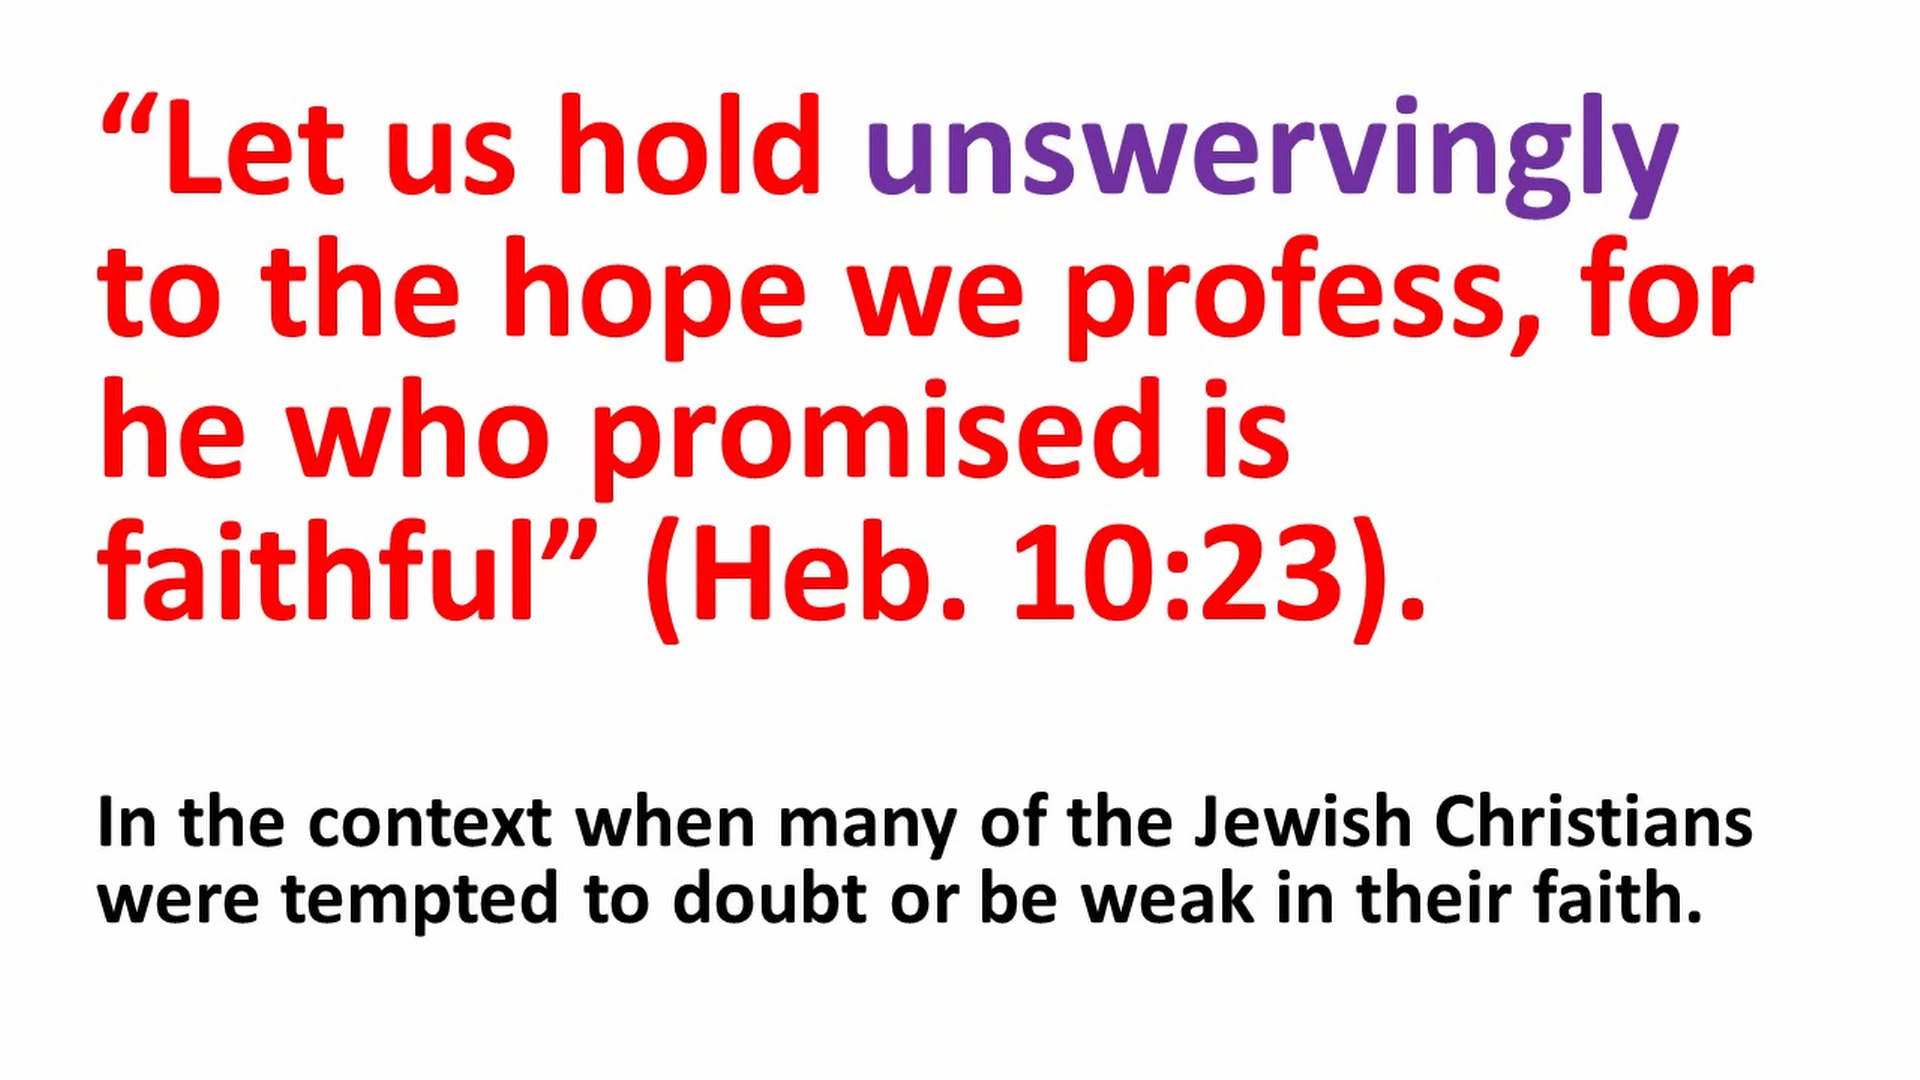 “Let us hold unswervingly
to the hope we profess, for
he who promised is
faithful” (Heb. 10:23).
In the context when many of the Jewish Christians
were tempted to doubt or be weak in their faith.